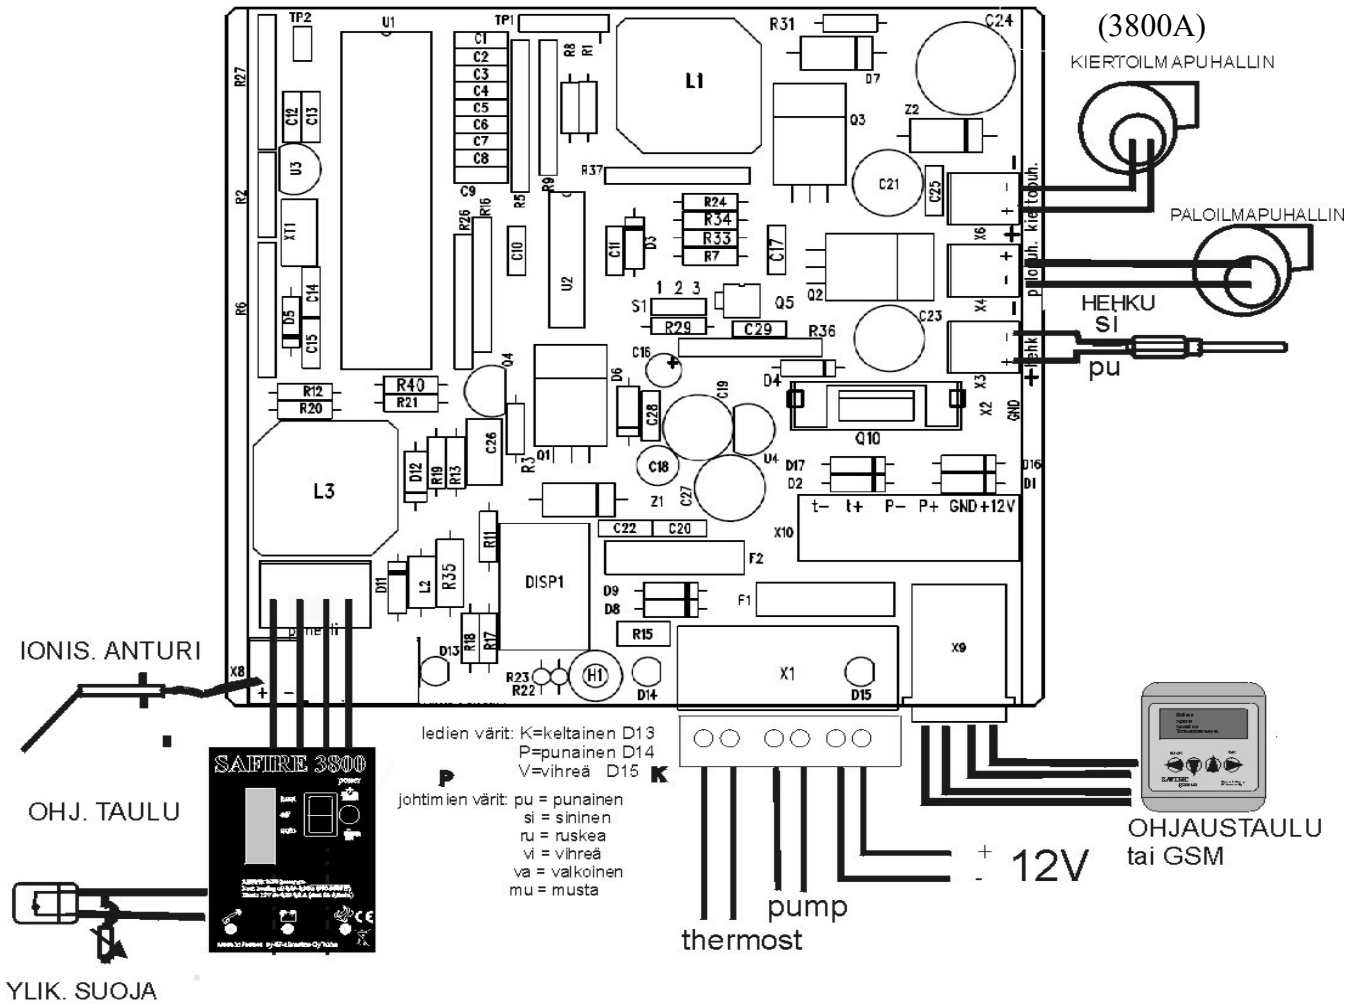 (3800A)
KIERTOILMAPUHALLIN
PALOILMAPUHALLIN
HEHKU
si
pu
TP2
U1
TP1
R31
C24
D7
Z2
Q3
L1
R27
C12
C13
U3
R2
XT1
C14
R6
D5
C15
C1
C2
C3
C4
C5
C6
C7
C8
C9
R5
R9
R8
R1
R37
R26
R16
C10
U2
C11
D3
R24
R34
R33
R7
C17
C21
C25
X6
- +
- kiertopuh. +
X4
+ -
Q2
Q5
1 2 3
S1
R29
C29
R36
C23
X3
- +
C16
D4
C19
D6
C28
Q4
R40
R21
R12
R20
Q1
R3
C26
D12
R19
R13
L3
C18
U4
C27
Z1
Q10
X2
GND
D17
D2
D16
D1
t- t+ P- P+ GND +12V
X10
C22
C20
F2
F1
R11
DISP1
D11
L2
R35
D9
D8
R15
R18
R17
D13
R23
R22
H1
D14
X1
D15
X9
X8
+ -
IONIS. ANTURI
OHJ. TAULU
YLIK. SUOJA
SAFIRE 3800
power
ledien värit: K=keltainen D13
P=punainen D14
V=vihreä D15
P
K
johtimien värit: pu = punainen
si = sininen
ru = ruskea
vi = vihreä
va = valkoinen
mu = musta
thermost
pump
+
-
12V
OHJAUSTAULU
tai GSM